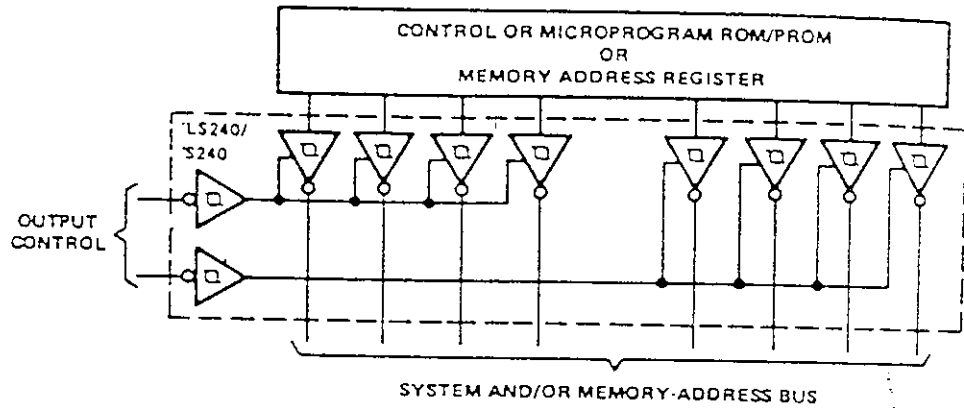 CONTROL OR MICROPROGRAM ROM/PROM
OR
MEMORY ADDRESS REGISTER
'LS240/
'S240
OUTPUT
CONTROL
SYSTEM AND/OR MEMORY-ADDRESS BUS